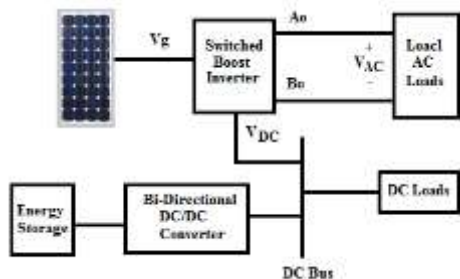 Vg
Switched
Boost
Inverter
Ao
Bo
+
VAC
-
Loacl
AC
Loads
VDC
DC Loads
Energy
Storage
Bi-Directional
DC/DC
Converter
DC Bus